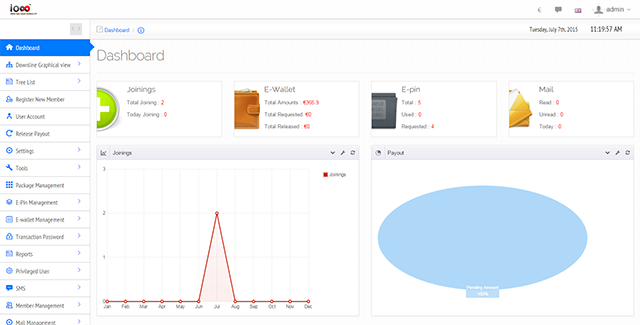 ioss
admin
Dashboard
Tuesday, July 7th, 2015 11:19:57 AM
Dashboard
Downline Graphical view
Tree List
Register New Member
User Account
Release Payout
Settings
Tools
Package Management
E-Pin Management
E-wallet Management
Transaction Password
Reports
Privileged User
SMS
Member Management
Mail Management
Dashboard
Joinings
Total Joining : 2
Today Joining : 0
E-Wallet
Total Amounts :
Total Requested: €0
Total Released : €0
E-pin
Total : 5
Used : 0
Requested : 4
Mail
Read : 0
Unread : 0
Today : 0
Joinings
3
2
1
0
Jan Feb Mar Apr May Jun Jul Aug Sep Oct Nov Dec
Joinings
Payout
Pending Amount